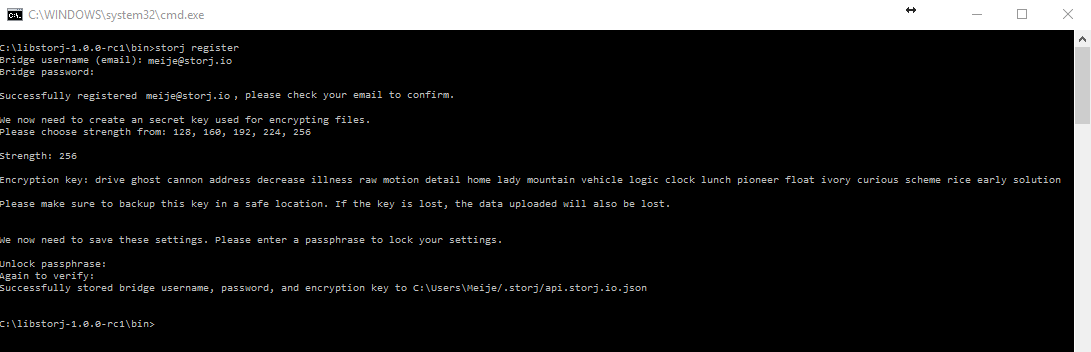 C:\WINDOWS\system32\cmd.exe
C:\libstorj-1.0.0-rc1\bin>storj register
Bridge username (email): meije@storj.io
Bridge password:
Successfully registered meije@storj.io, please check your email to confirm.
We now need to create an secret key used for encrypting files.
Please choose strength from: 128, 160, 192, 224, 256
Strength: 256
Encryption key: drive ghost cannon address decrease illness raw motion detail home lady mountain vehicle logic clock lunch pioneer float ivory curious scheme rice early solution
Please make sure to backup this key in a safe location. If the key is lost, the data uploaded will also be lost.
We now need to save these settings. Please enter a passphrase to lock your settings.
Unlock passphrase:
Again to verify:
Successfully stored bridge username, password, and encryption key to C:\Users\Meije/.storj/api.storj.io.json
C:\libstorj-1.0.0-rc1\bin>